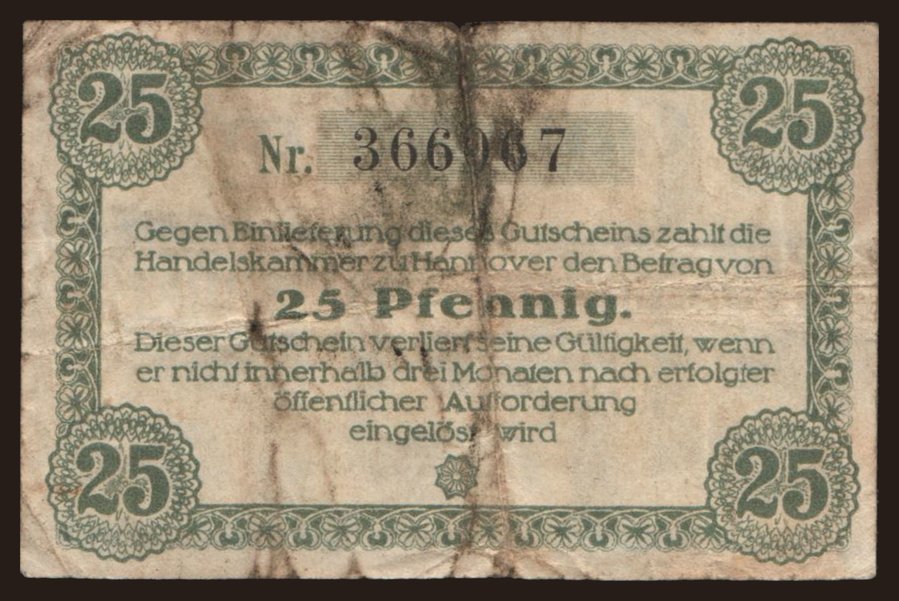 25 25
Nr. 366967
Gegen Einlieferung dieses Gutscheins zahlt die
Handelskammer zu Hannover den Betrag von
25 Pfennig.
Dieser Gutschein verliert seine Gültigkeit, wenn
er nicht innerhalb drei Monaten nach erfolgter
öffentlicher Aufforderung
eingelöst wird
25 25